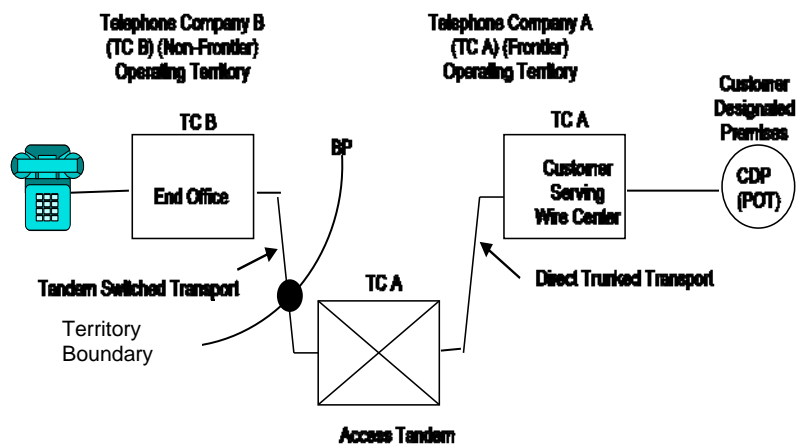 Telephone Company B
(TC B) (Non-Frontier)
Operating Territory
Telephone Company A
(TC A) (Frontier)
Operating Territory
Customer
Designated
Premises
TC B
BP
TC A
End Office
Customer
Serving
Wire Center
CDP
(POT)
Tandem Switched Transport
TC A
Direct Trunked Transport
Territory
Boundary
Access Tandem